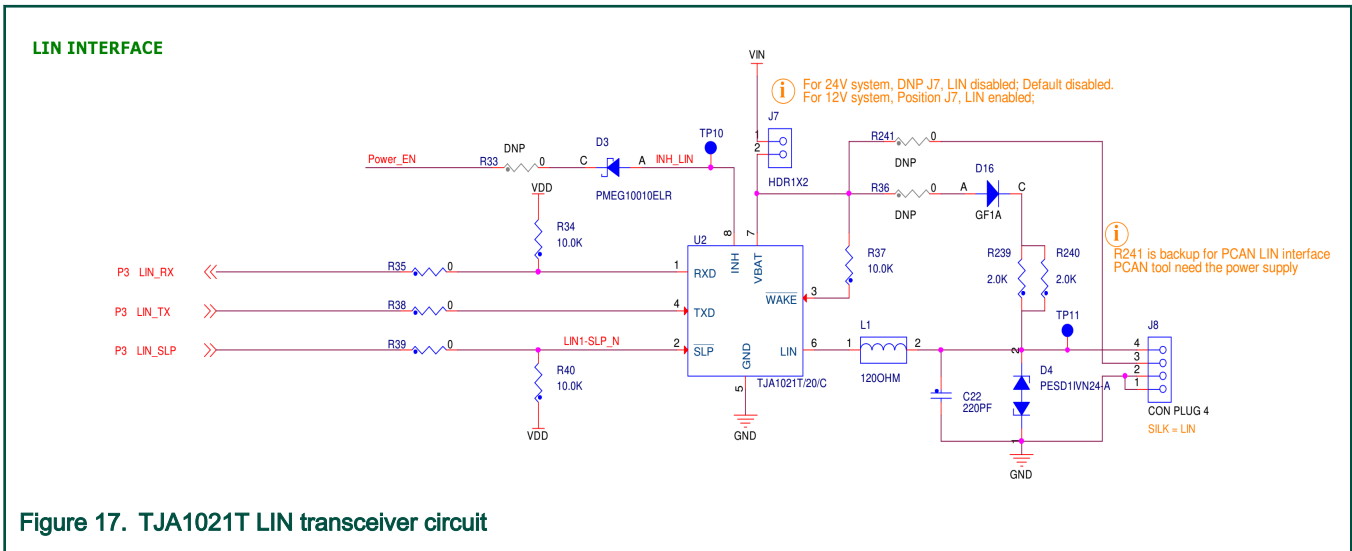 LIN INTERFACE
VIN
For 24V system, DNP J7, LIN disabled; Default disabled.
For 12V system, Position J7, LIN enabled;
J7
1
2
HDR1X2
TP10
D3
DNP
Power_EN
R33
0
C
A
INH_LIN
PMEG10010ELR
R241
0
DNP
D16
R36
0
A
C
DNP
GF1A
VDD
R34
10.0K
U2
8
7
INH
VBAT
R37
10.0K
R239
R240
2.0K
2.0K
R241 is backup for PCAN LIN interface
PCAN tool need the power supply
P3 LIN_RX
R35
0
1
RXD
WAKE
3
P3 LIN_TX
R38
0
4
TXD
TP11
L1
J8
P3 LIN_SLP
R39
0
LIN1-SLP_N
2
SLP
GND
LIN
6
1
2
120OHM
2
4
3
2
1
R40
10.0K
5
TJA1021T/20/C
C22
220PF
D4
PESD1IVN24-A
CON PLUG 4
SILK = LIN
VDD
GND
1
GND
Figure 17. TJA1021T LIN transceiver circuit